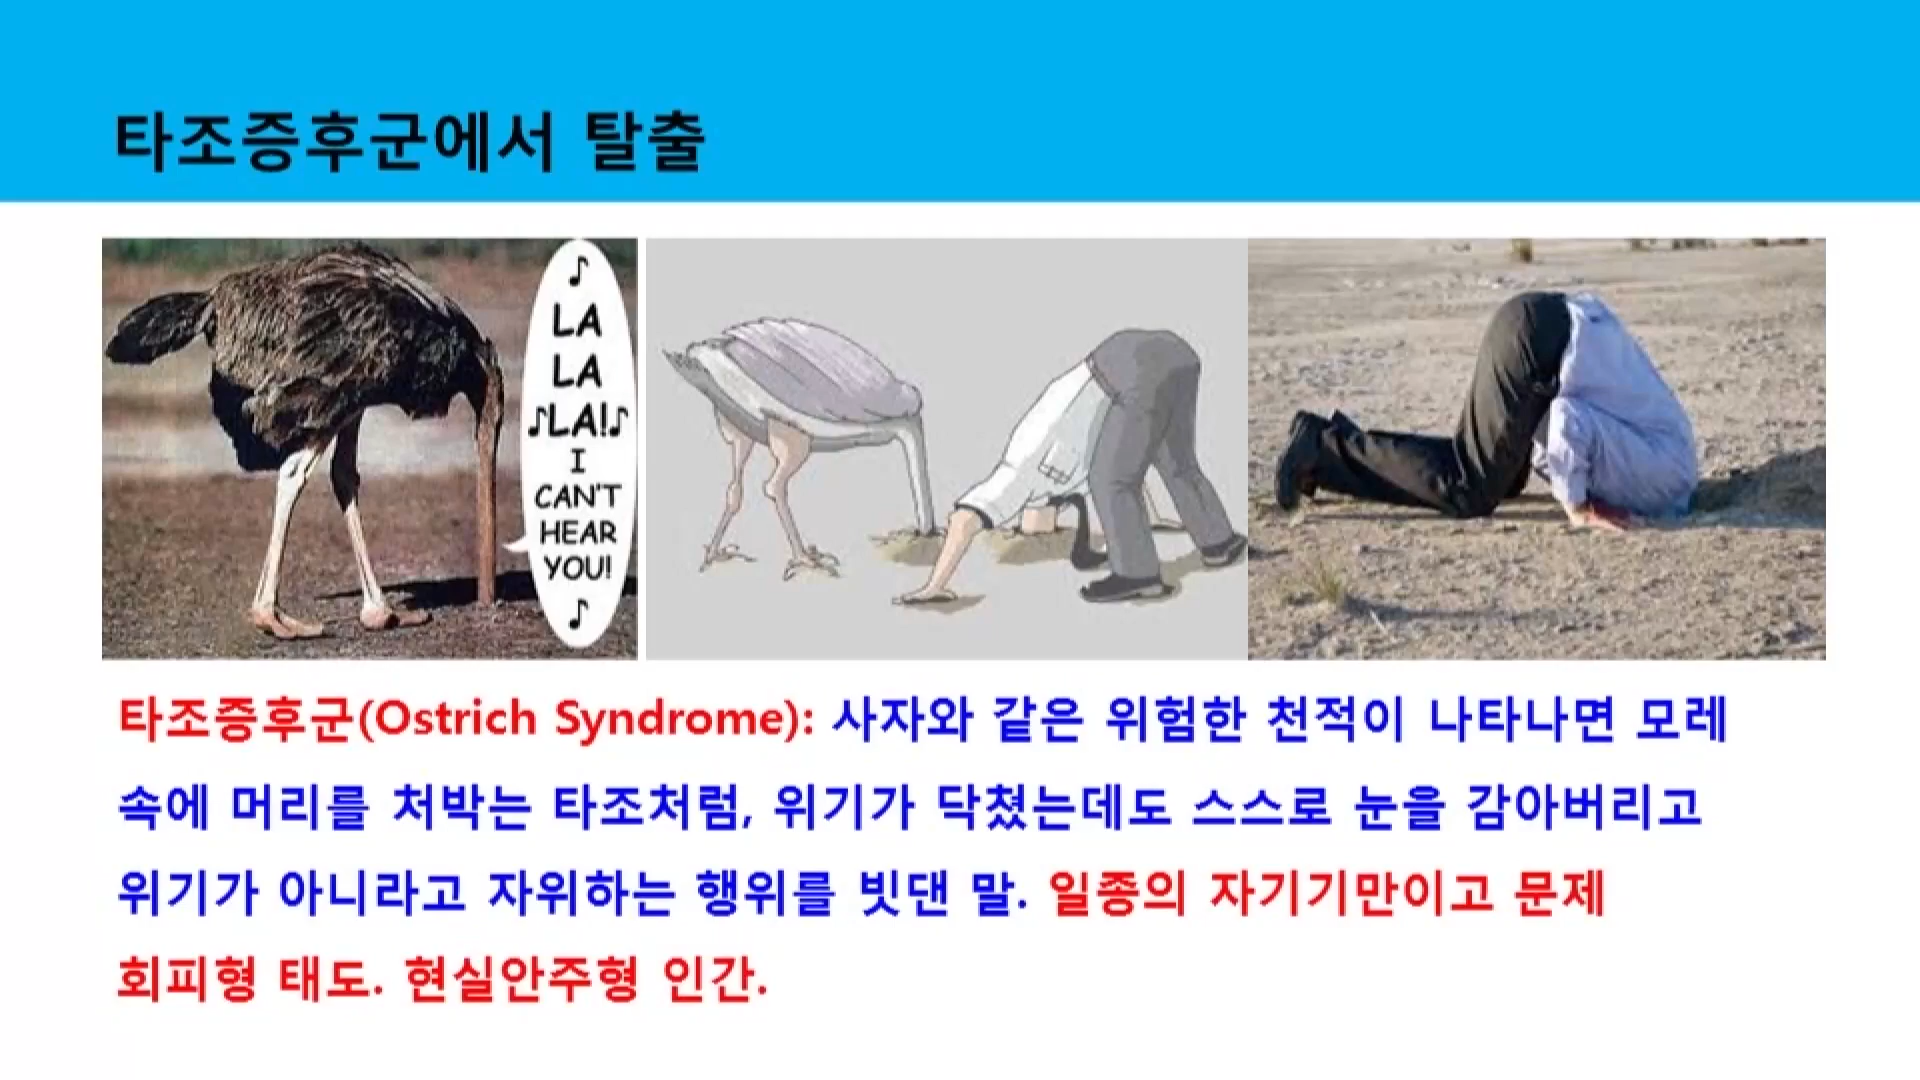 타조증후군에서 탈출
♪
LA
LA
♪LA!♪
I
CAN'T
HEAR
YOU!
♪
타조증후군(Ostrich Syndrome): 사자와 같은 위험한 천적이 나타나면 모레
속에 머리를 처박는 타조처럼, 위기가 닥쳤는데도 스스로 눈을 감아버리고
위기가 아니라고 자위하는 행위를 빗댄 말. 일종의 자기기만이고 문제
회피형 태도. 현실안주형 인간.